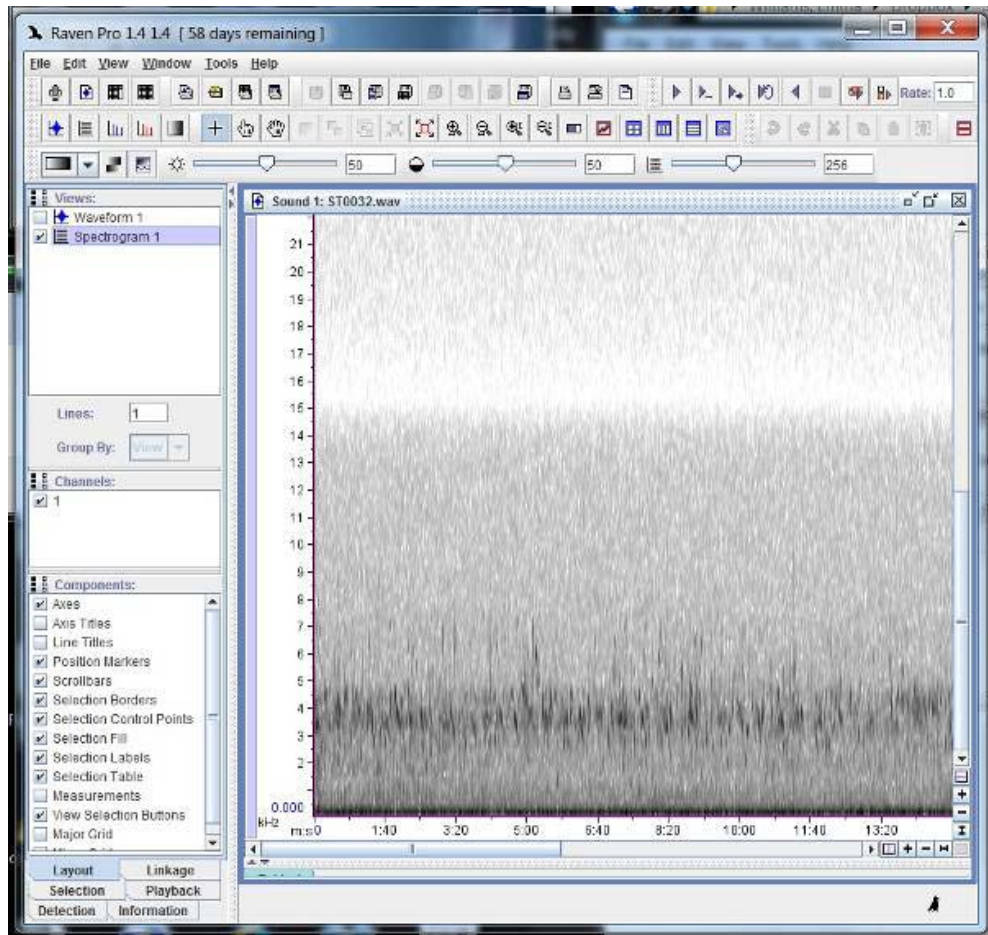 Raven Pro 1.4 1.4 [ 58 days remaining ]
File Edit View Window Tools Help
Rate: 1.0
50 50 256
Views:
Waveform 1
Spectrogram 1
Lines: 1
Group By: View
Channels:
1
Components:
Axes
Axis Titles
Line Titles
Position Markers
Scrollbars
Selection Borders
Selection Control Points
Selection Fill
Selection Labels
Selection Table
Measurements
View Selection Buttons
Major Grid
Layout Linkage
Selection Playback
Detection Information
Sound 1: ST0032.wav
21
20
19
18
17
16
15
14
13
12
11
10
9
8
7
6
5
4
3
2
0.000
kHz
m:s 0 1:40 3:20 5:00 6:40 8:20 10:00 11:40 13:20